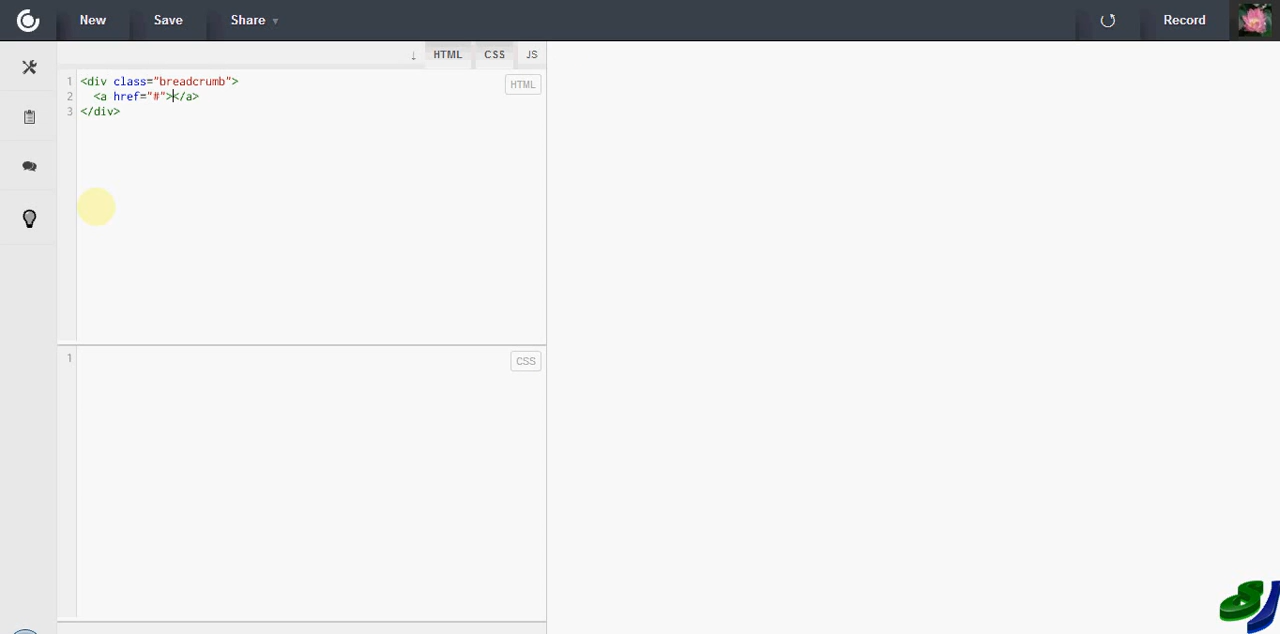 New Save Share ▾ Record
↓ HTML CSS JS
HTML
1 <div class="breadcrumb">
2 <a href="#"></a>
3 </div>
1
CSS